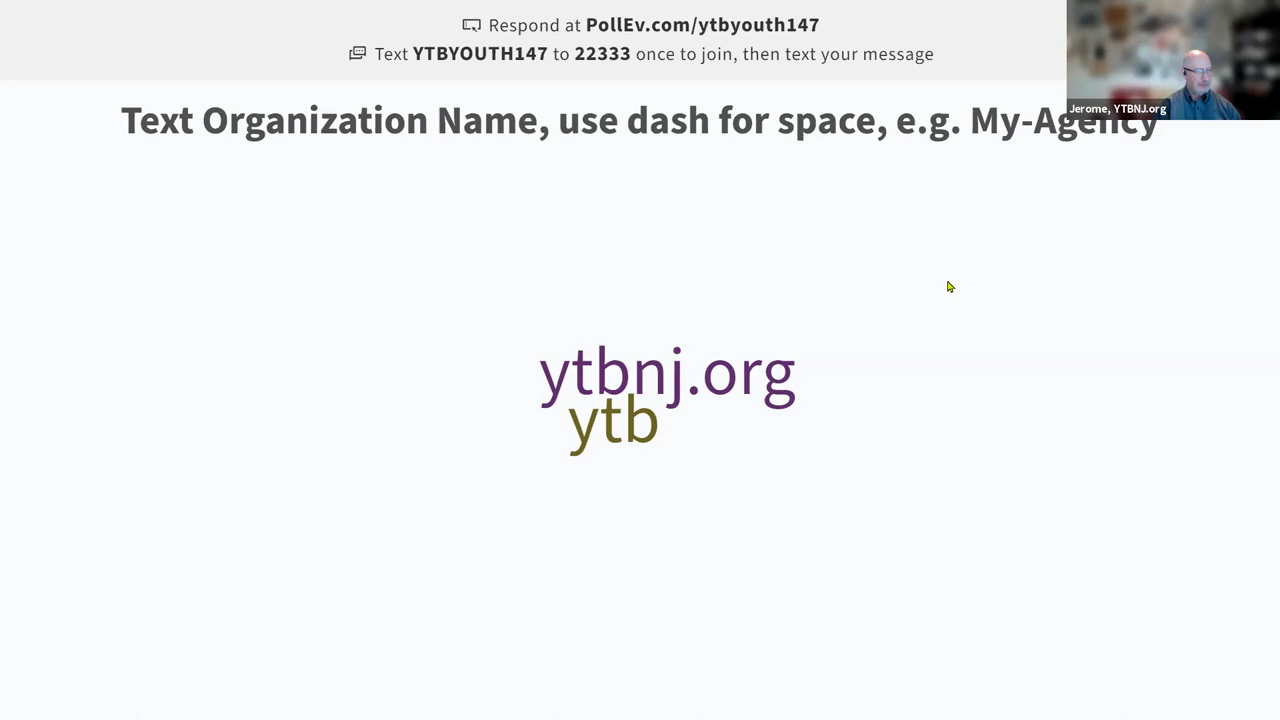 Respond at PollEv.com/ytbyouth147
Text YTBYOUTH147 to 22333 once to join, then text your message
Jerome, YTBNJ.org
Text Organization Name, use dash for space, e.g. My-Agency
ytbnj.org
ytb